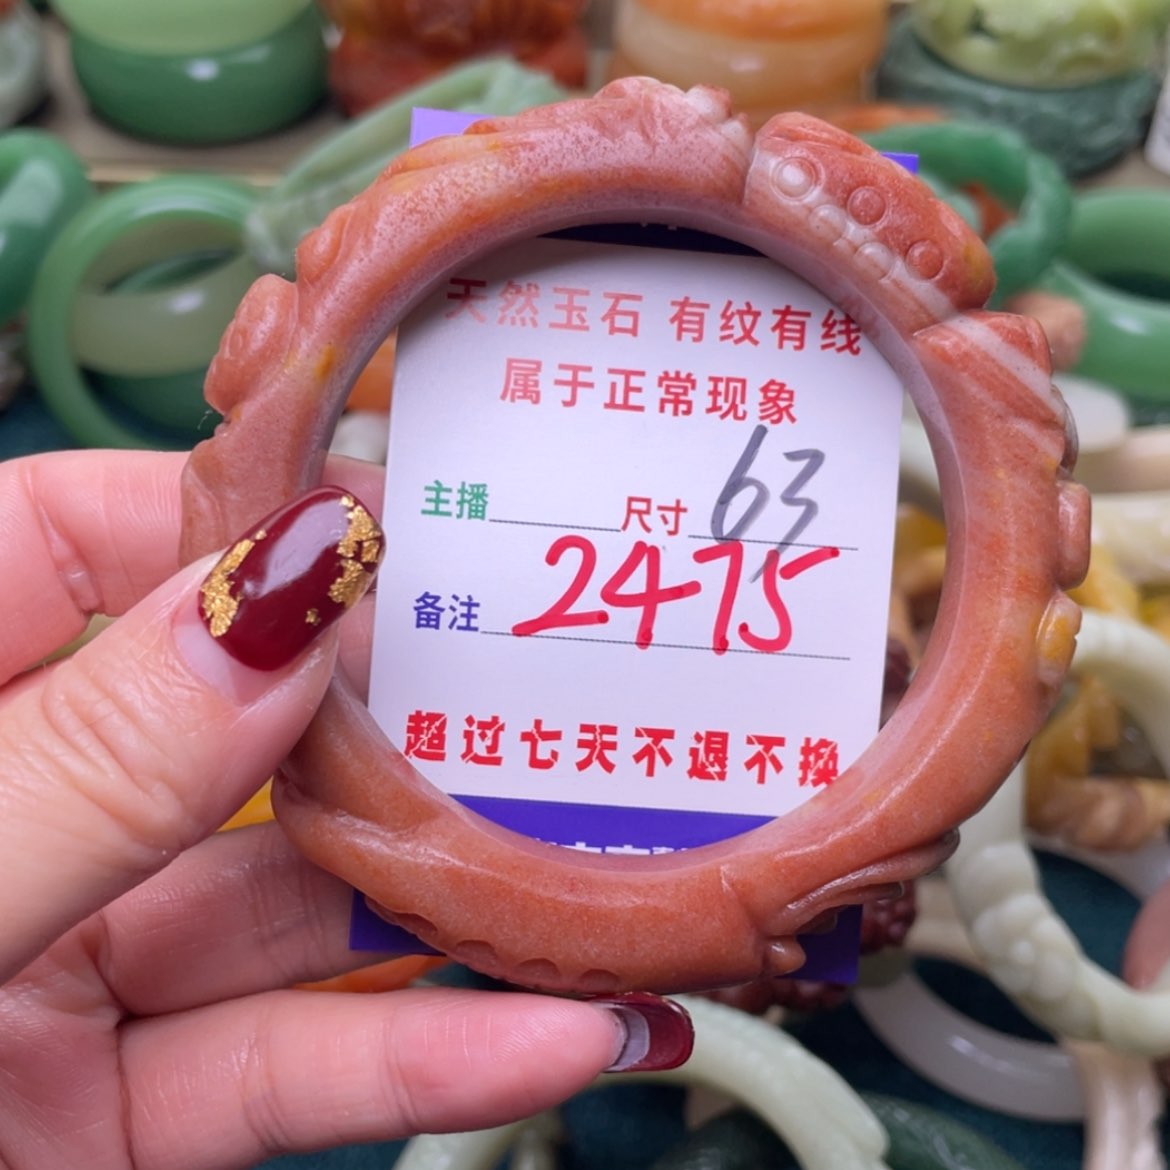 天然玉石 有纹有线
属于正常现象
主播 尺寸 63
备注 2475
超过七天不退不换